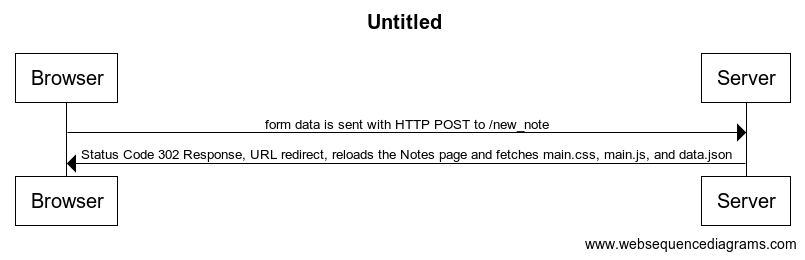 Untitled
Browser
Server
form data is sent with HTTP POST to /new_note
Status Code 302 Response, URL redirect, reloads the Notes page and fetches main.css, main.js, and data.json
Browser
Server
www.websequencediagrams.com